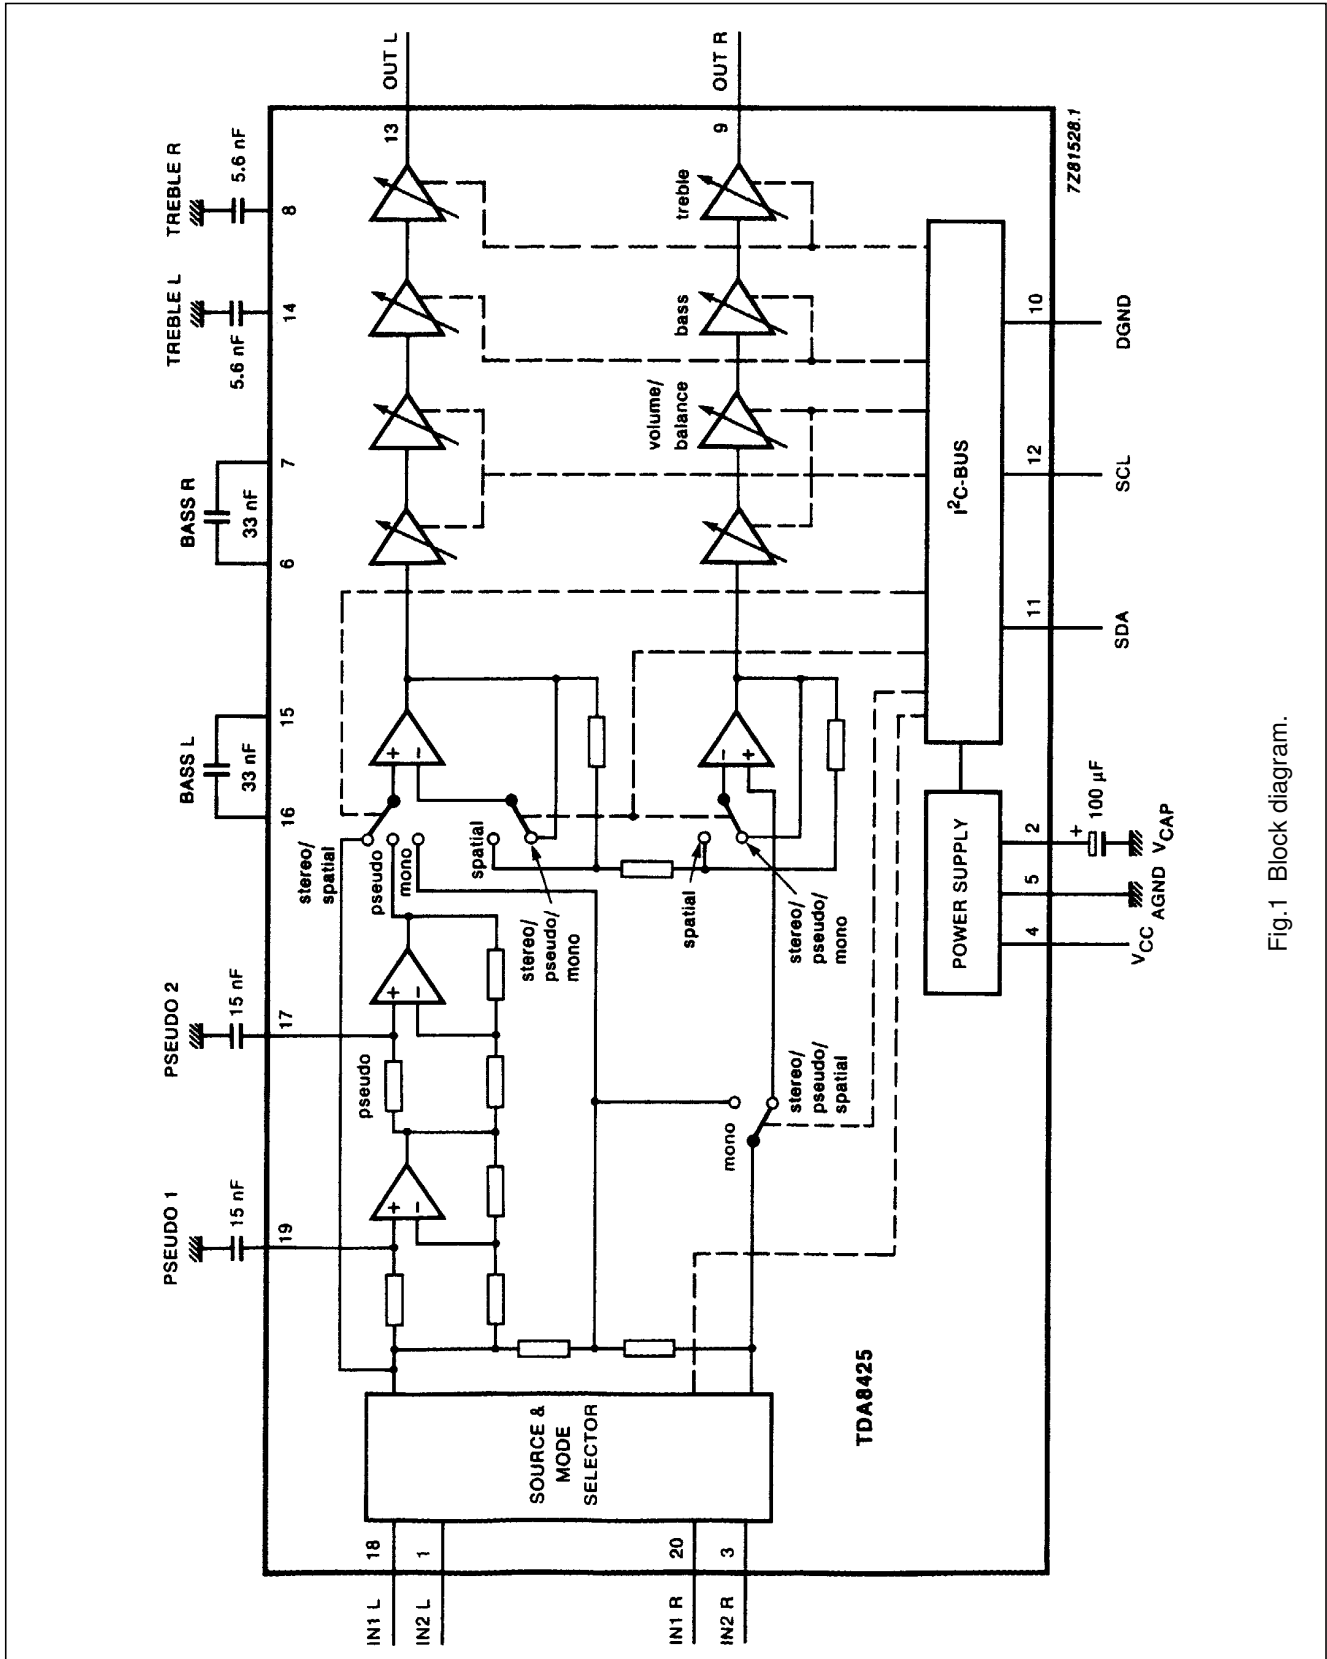 PSEUDO 1
15 nF
19
PSEUDO 2
15 nF
17
BASS L
33 nF
16
15
BASS R
33 nF
6
7
TREBLE L
5.6 nF
14
TREBLE R
5.6 nF
8
IN1 L
18
IN2 L
1
IN1 R
20
IN2 R
3
SOURCE &
MODE
SELECTOR
+
−
pseudo
+
−
stereo/
spatial
pseudo
mono
+
−
spatial
stereo/
pseudo/
mono
spatial
stereo/
pseudo/
mono
−
+
mono
stereo/
pseudo/
spatial
volume/
balance
bass
treble
13
OUT L
9
OUT R
TDA8425
POWER SUPPLY
I²C-BUS
4
VCC
5
AGND
2
+
100 µF
VCAP
11
SDA
12
SCL
10
DGND
7Z81528.1
Fig.1 Block diagram.